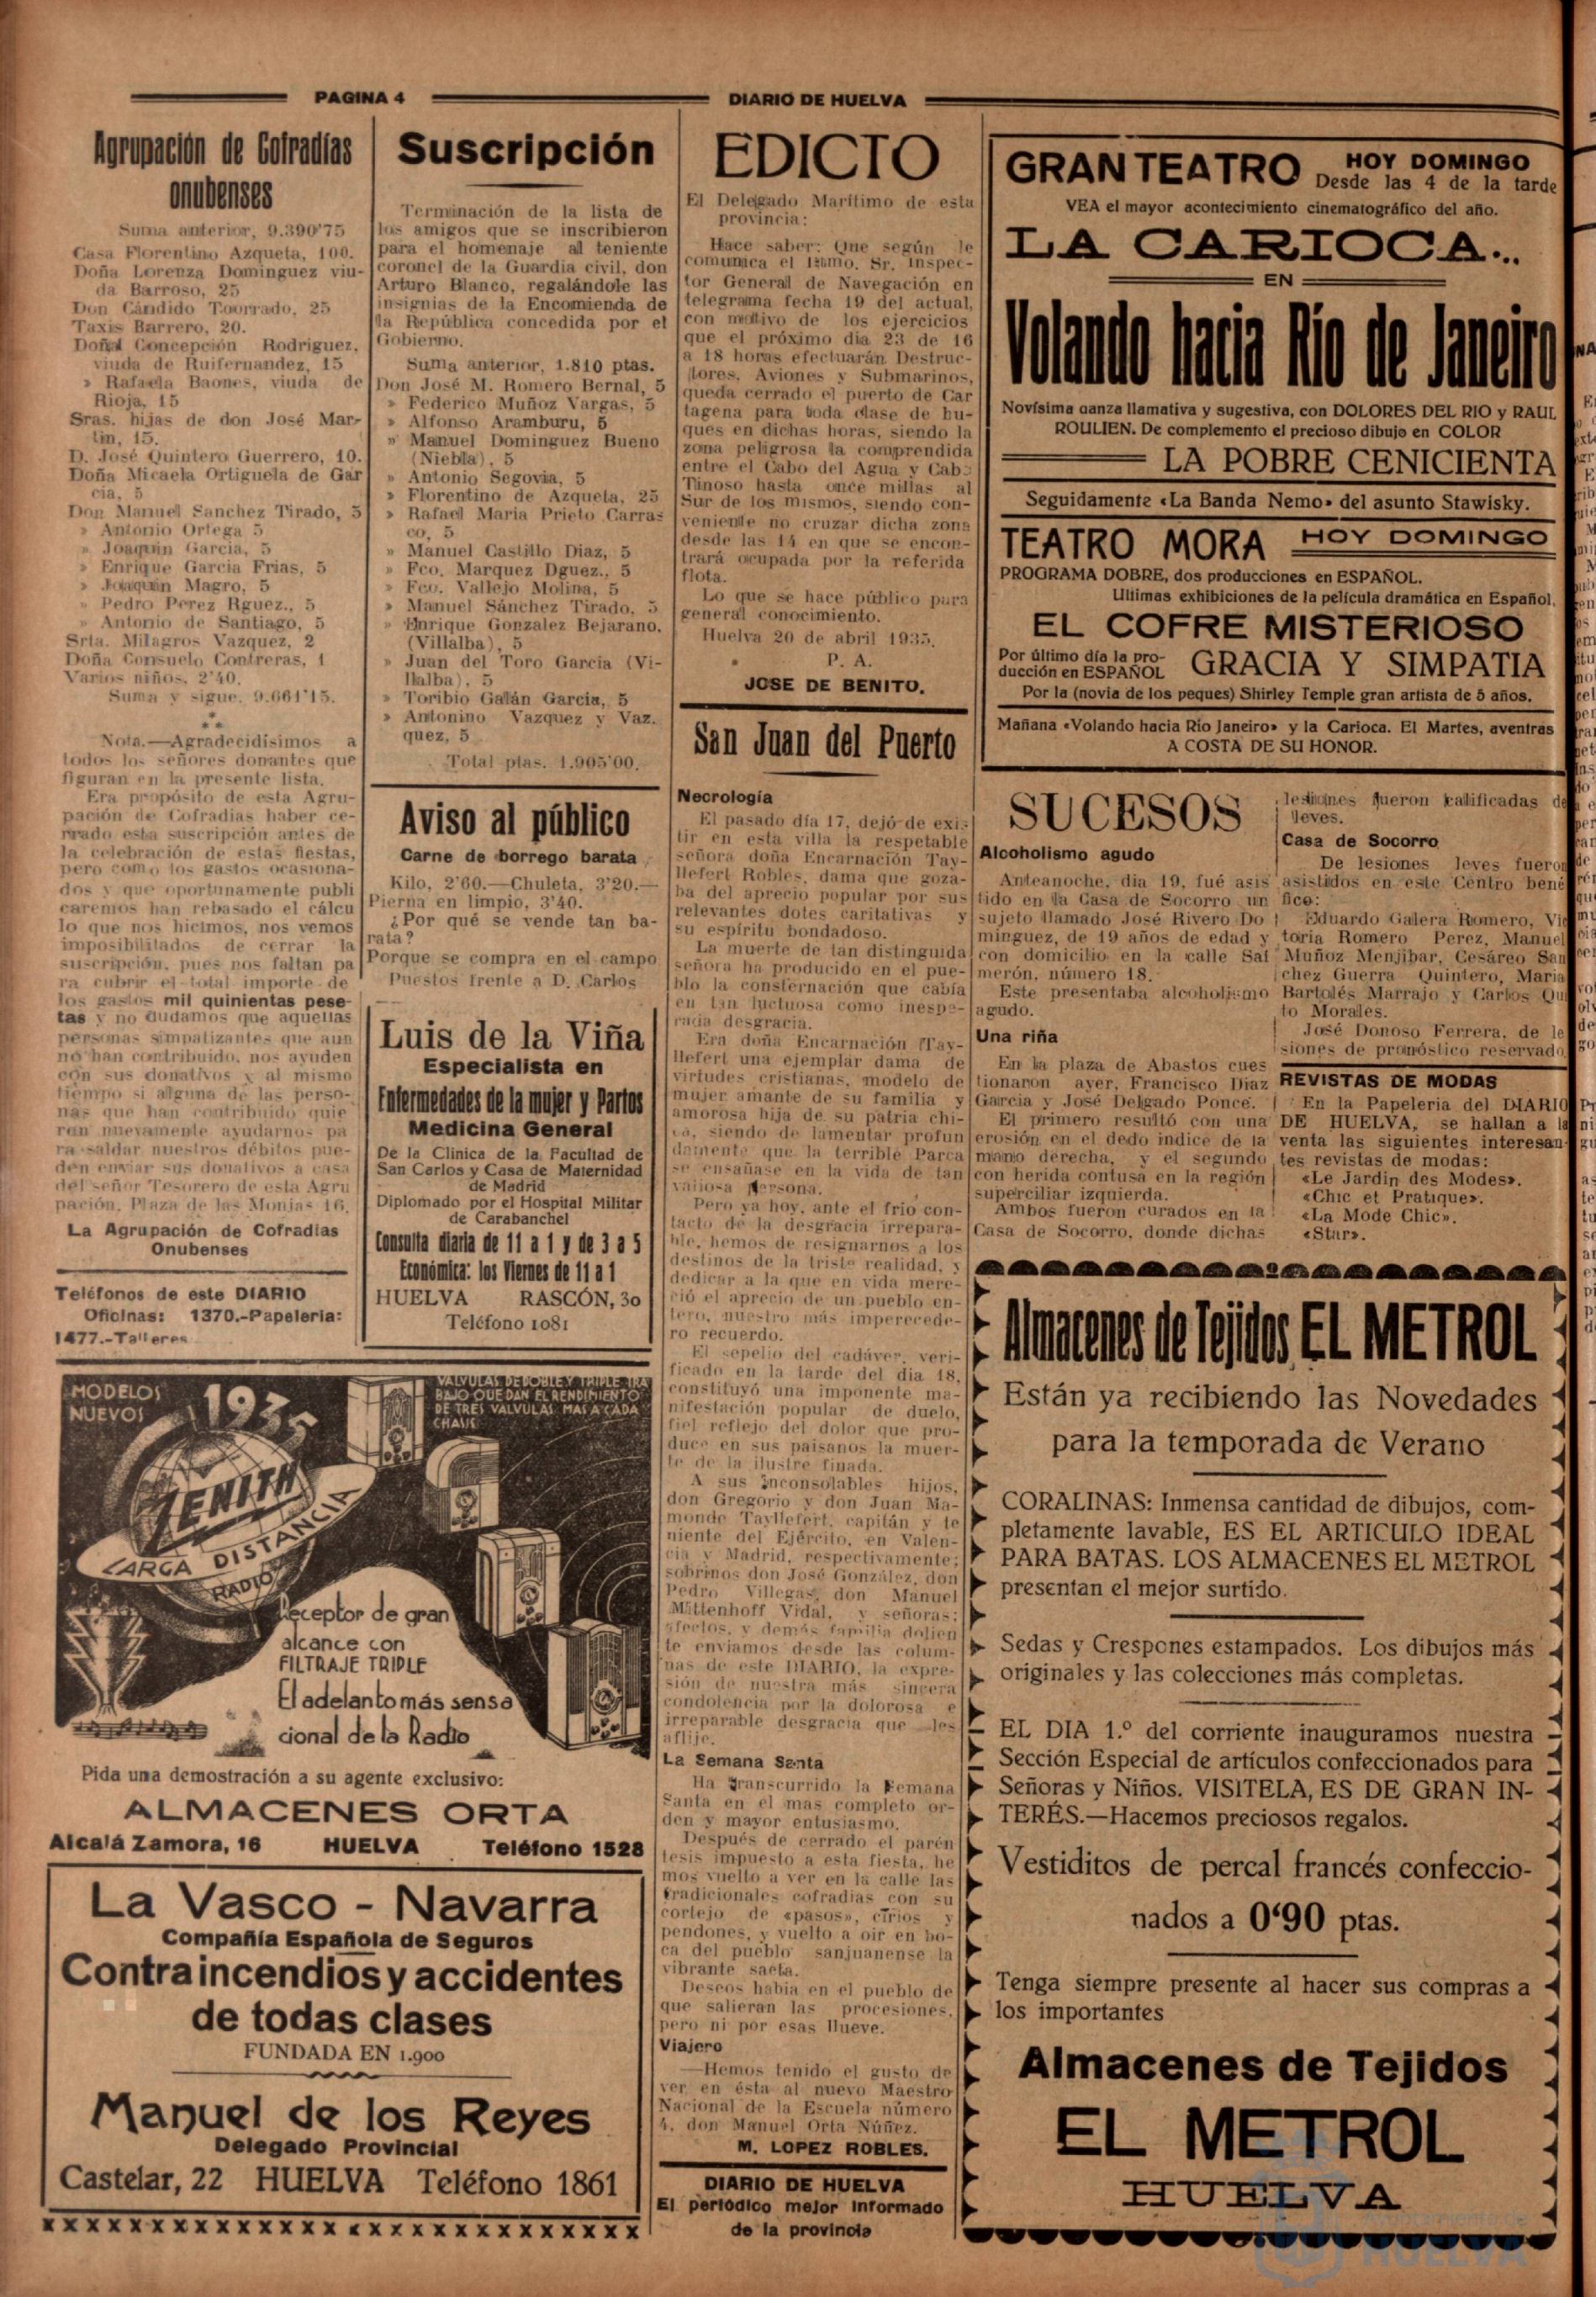 PAGINA 4
DIARIO DE HUELVA
Agrupación de Cofradías
onubenses
Suma anterior, 9.390'75
Casa Florentino Azqueta, 100.
Doña Lorenza Dominguez viu-
da Barroso, 25
Don Cándido Tourrado, 25
Taxis Barrero, 20.
Doña Concepción Rodriguez,
viuda de Ruifernandez, 15
» Rafaela Baones, viuda de
Rioja, 15
Sras. hijas de don José Mar-
tin, 15.
D. José Quintero Guerrero, 10.
Doña Micaela Ortiguela de Gar
cia, 5
Don Manuel Sanchez Tirado, 5
» Antonio Ortega 5
» Joaquin Garcia, 5
» Enrique Garcia Frias, 5
» Joaquin Magro, 5
» Pedro Perez Rguez., 5
» Antonio de Santiago, 5
Srta. Milagros Vazquez, 2
Doña Consuelo Contreras, 1
Varios niños, 2'40.
Suma y sigue, 9.661'15.
Nota.—Agradecidísimos a
todos los señores donantes que
figuran en la presente lista.
Era propósito de esta Agru-
pación de Cofradias haber ce-
rrado esta suscripción antes de
la celebración de estas fiestas,
pero como los gastos ocasiona-
dos y que oportunamente publi
caremos han rebasado el cálcu
lo que nos hicimos, nos vemos
imposibilitados de cerrar la
suscripción, pues nos faltan pa
ra cubrir el total importe de
los gastos mil quinientas pese-
tas y no dudamos que aquellas
personas simpatizantes que aun
no han contribuido, nos ayuden
con sus donativos y al mismo
tiempo si alguna de las perso-
nas que han contribuido quie
ren nuevamente ayudarnos pa
ra saldar nuestros débitos pue-
den enviar sus donativos a casa
del señor Tesorero de esta Agru
pación, Plaza de las Monjas 16.
La Agrupación de Cofradias
Onubenses
Teléfonos de este DIARIO
Oficinas: 1370.-Papeleria:
1477.-Talleres
Suscripción
Terminación de la lista de
los amigos que se inscribieron
para el homenaje al teniente
coronel de la Guardia civil, don
Arturo Blanco, regalándole las
insignias de la Encomienda de
la República concedida por el
Gobierno.
Suma anterior, 1.810 ptas.
Don José M. Romero Bernal, 5
» Federico Muñoz Vargas, 5
» Alfonso Aramburu, 5
» Manuel Dominguez Bueno
(Niebla), 5
» Antonio Segovia, 5
» Florentino de Azqueta, 25
» Rafael Maria Prieto Carras
co, 5
» Manuel Castillo Diaz, 5
» Fco. Marquez Dguez., 5
» Fco. Vallejo Molina, 5
» Manuel Sánchez Tirado, 5
» Enrique Gonzalez Bejarano,
(Villalba), 5
» Juan del Toro Garcia (Vi-
llalba), 5
» Toribio Galán Garcia, 5
» Antonino Vazquez y Vaz.
quez, 5
Total ptas. 1.905'00.
Aviso al público
Carne de borrego barata
Kilo, 2'60.—Chuleta, 3'20.—
Pierna en limpio, 3'40.
¿Por qué se vende tan ba-
rata?
Porque se compra en el campo
Puestos frente a D. Carlos
Luis de la Viña
Especialista en
Enfermedades de la mujer y Partos
Medicina General
De la Clinica de la Facultad de
San Carlos y Casa de Maternidad
de Madrid
Diplomado por el Hospital Militar
de Carabanchel
Consulta diaria de 11 a 1 y de 3 a 5
Económica: los Viernes de 11 a 1
HUELVA RASCÓN, 30
Teléfono 1081
MODELOS
NUEVOS
1935
VALVULAS DE DOBLE Y TRIPLE TRA
BAJO QUE DAN EL RENDIMIENTO
DE TRES VALVULAS MAS A CADA
CHASIS
ZENITH
LARGA DISTANCIA
RADIO
Receptor de gran
alcance con
FILTRAJE TRIPLE
El adelanto más sensa
cional de la Radio
Pida una demostración a su agente exclusivo:
ALMACENES ORTA
Alcalá Zamora, 16 HUELVA Teléfono 1528
La Vasco - Navarra
Compañía Española de Seguros
Contra incendios y accidentes
de todas clases
FUNDADA EN 1.900
Manuel de los Reyes
Delegado Provincial
Castelar, 22 HUELVA Teléfono 1861
EDICTO
El Delegado Marítimo de esta
provincia:
Hace saber: Que según le
comunica el Iltmo. Sr. Inspec-
tor General de Navegación en
telegrama fecha 19 del actual,
con motivo de los ejercicios
que el próximo dia 23 de 16
a 18 horas efectuarán Destruc-
tores, Aviones y Submarinos,
queda cerrado el puerto de Car
tagena para toda clase de bu-
ques en dichas horas, siendo la
zona peligrosa la comprendida
entre el Cabo del Agua y Cabo
Tinoso hasta once millas al
Sur de los mismos, siendo con-
veniente no cruzar dicha zona
desde las 14 en que se encon-
trará ocupada por la referida
flota.
Lo que se hace público para
general conocimiento.
Huelva 20 de abril 1935.
P. A.
JOSE DE BENITO.
San Juan del Puerto
Necrología
El pasado día 17, dejó de exis-
tir en esta villa la respetable
señora doña Encarnación Tay-
llefert Robles, dama que goza-
ba del aprecio popular por sus
relevantes dotes caritativas y
su espíritu bondadoso.
La muerte de tan distinguida
señora ha producido en el pue-
blo la consternación que cabía
en tan luctuosa como inespe-
rada desgracia.
Era doña Encarnación Tay-
llefert una ejemplar dama de
virtudes cristianas, modelo de
mujer amante de su familia y
amorosa hija de su patria chi-
ca, siendo de lamentar profun
damente que la terrible Parca
se ensañase en la vida de tan
valiosa persona.
Pero ya hoy, ante el frio con-
tacto de la desgracia irrepara-
ble, hemos de resignarnos a los
destinos de la triste realidad, y
dedicar a la que en vida mere-
ció el aprecio de un pueblo en-
tero, nuestro más imperecede-
ro recuerdo.
El sepelio del cadáver, veri-
ficado en la tarde del dia 18,
constituyó una imponente ma-
nifestación popular de duelo,
fiel reflejo del dolor que pro-
duce en sus paisanos la muer-
te de la ilustre finada.
A sus inconsolables hijos,
don Gregorio y don Juan Ma-
monde Tayllefert, capitán y te
niente del Ejército, en Valen-
cia y Madrid, respectivamente;
sobrinos don José González, don
Pedro Villegas, don Manuel
Mittenhoff Vidal, y señoras;
afectos, y demás familia dolien
te enviamos desde las colum-
nas de este DIARIO, la expre-
sión de nuestra más sincera
condolencia por la dolorosa e
irreparable desgracia que les
aflije.
La Semana Santa
Ha transcurrido la Semana
Santa en el mas completo or-
den y mayor entusiasmo.
Después de cerrado el parén
tesis impuesto a esta fiesta, he
mos vuelto a ver en la calle las
tradicionales cofradias con su
cortejo de «pasos», cirios y
pendones, y vuelto a oir en bo-
ca del pueblo sanjuanense la
vibrante saeta.
Deseos habia en el pueblo de
que salieran las procesiones,
pero ni por esas llueve.
Viajero
—Hemos tenido el gusto de
ver en ésta al nuevo Maestro
Nacional de la Escuela número
4, don Manuel Orta Núñez.
M. LOPEZ ROBLES.
DIARIO DE HUELVA
El periódico mejor informado
de la provincia
GRAN TEATRO HOY DOMINGO
Desde las 4 de la tarde
VEA el mayor acontecimiento cinematográfico del año.
LA CARIOCA...
EN
Volando hacia Río de Janeiro
Novísima danza llamativa y sugestiva, con DOLORES DEL RIO y RAUL
ROULIEN. De complemento el precioso dibujo en COLOR
LA POBRE CENICIENTA
Seguidamente «La Banda Nemo» del asunto Stawisky.
TEATRO MORA HOY DOMINGO
PROGRAMA DOBRE, dos producciones en ESPAÑOL.
Ultimas exhibiciones de la película dramática en Español,
EL COFRE MISTERIOSO
Por último día la pro-
ducción en ESPAÑOL GRACIA Y SIMPATIA
Por la (novia de los peques) Shirley Temple gran artista de 5 años.
Mañana «Volando hacia Río Janeiro» y la Carioca. El Martes, aventras
A COSTA DE SU HONOR.
SUCESOS
Alcoholismo agudo
Anteanoche, dia 19, fué asis
tido en la Casa de Socorro un
sujeto llamado José Rivero Do
minguez, de 19 años de edad y
con domicilio en la calle Sal
merón, número 18.
Este presentaba alcoholismo
agudo.
Una riña
En la plaza de Abastos cues
tionaron ayer, Francisco Diaz
Garcia y José Delgado Ponce.
El primero resultó con una
erosión en el dedo indice de la
mano derecha, y el segundo
con herida contusa en la región
superciliar izquierda.
Ambos fueron curados en la
Casa de Socorro, donde dichas
lesiones fueron calificadas de
leves.
Casa de Socorro
De lesiones leves fueron
asistidos en este Centro bené
fico:
Eduardo Galera Romero, Vic
toria Romero Perez, Manuel
Muñoz Menjibar, Cesáreo San
chez Guerra Quintero, Maria
Bartolés Marrajo y Carlos Qui
to Morales.
José Donoso Ferrera, de le
siones de pronóstico reservado.
REVISTAS DE MODAS
En la Papeleria del DIARIO
DE HUELVA, se hallan a la
venta las siguientes interesan-
tes revistas de modas:
«Le Jardin des Modes».
«Chic et Pratique».
«La Mode Chic».
«Star».
Almacenes de Tejidos EL METROL
Están ya recibiendo las Novedades
para la temporada de Verano
CORALINAS: Inmensa cantidad de dibujos, com-
pletamente lavable, ES EL ARTICULO IDEAL
PARA BATAS. LOS ALMACENES EL METROL
presentan el mejor surtido.
Sedas y Crespones estampados. Los dibujos más
originales y las colecciones más completas.
EL DIA 1.º del corriente inauguramos nuestra
Sección Especial de artículos confeccionados para
Señoras y Niños. VISITELA, ES DE GRAN IN-
TERÉS.—Hacemos preciosos regalos.
Vestiditos de percal francés confeccio-
nados a 0'90 ptas.
Tenga siempre presente al hacer sus compras a
los importantes
Almacenes de Tejidos
EL METROL
HUELVA
Ayuntamiento de
HUELVA